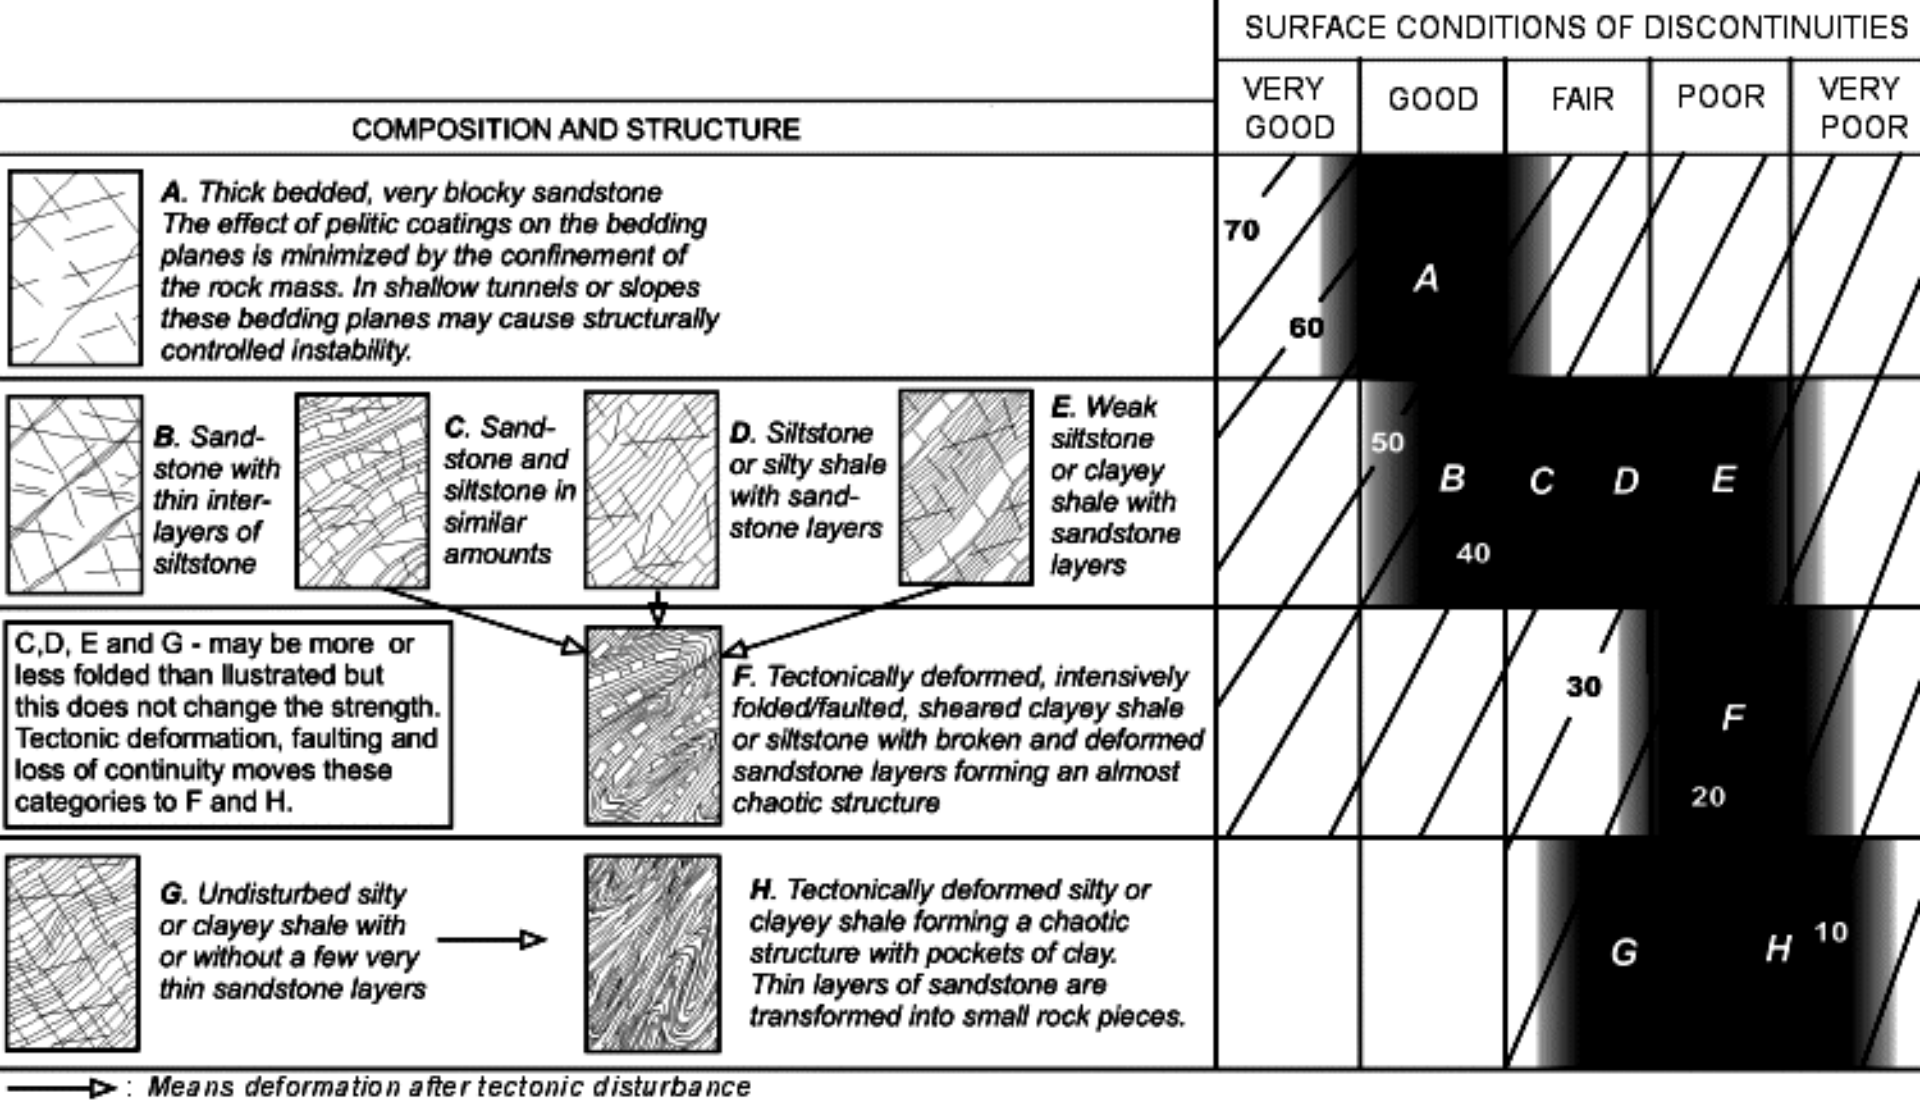 SURFACE CONDITIONS OF DISCONTINUITIES
VERY
GOOD
GOOD
FAIR
POOR
VERY
POOR
COMPOSITION AND STRUCTURE
A. Thick bedded, very blocky sandstone
The effect of pelitic coatings on the bedding
planes is minimized by the confinement of
the rock mass. In shallow tunnels or slopes
these bedding planes may cause structurally
controlled instability.
70
60
A
B. Sand-
stone with
thin inter-
layers of
siltstone
C. Sand-
stone and
siltstone in
similar
amounts
D. Siltstone
or silty shale
with sand-
stone layers
E. Weak
siltstone
or clayey
shale with
sandstone
layers
50
B C D E
40
C,D, E and G - may be more or
less folded than llustrated but
this does not change the strength.
Tectonic deformation, faulting and
loss of continuity moves these
categories to F and H.
F. Tectonically deformed, intensively
folded/faulted, sheared clayey shale
or siltstone with broken and deformed
sandstone layers forming an almost
chaotic structure
30
F
20
G. Undisturbed silty
or clayey shale with
or without a few very
thin sandstone layers
H. Tectonically deformed silty or
clayey shale forming a chaotic
structure with pockets of clay.
Thin layers of sandstone are
transformed into small rock pieces.
G H 10
: Means deformation after tectonic disturbance